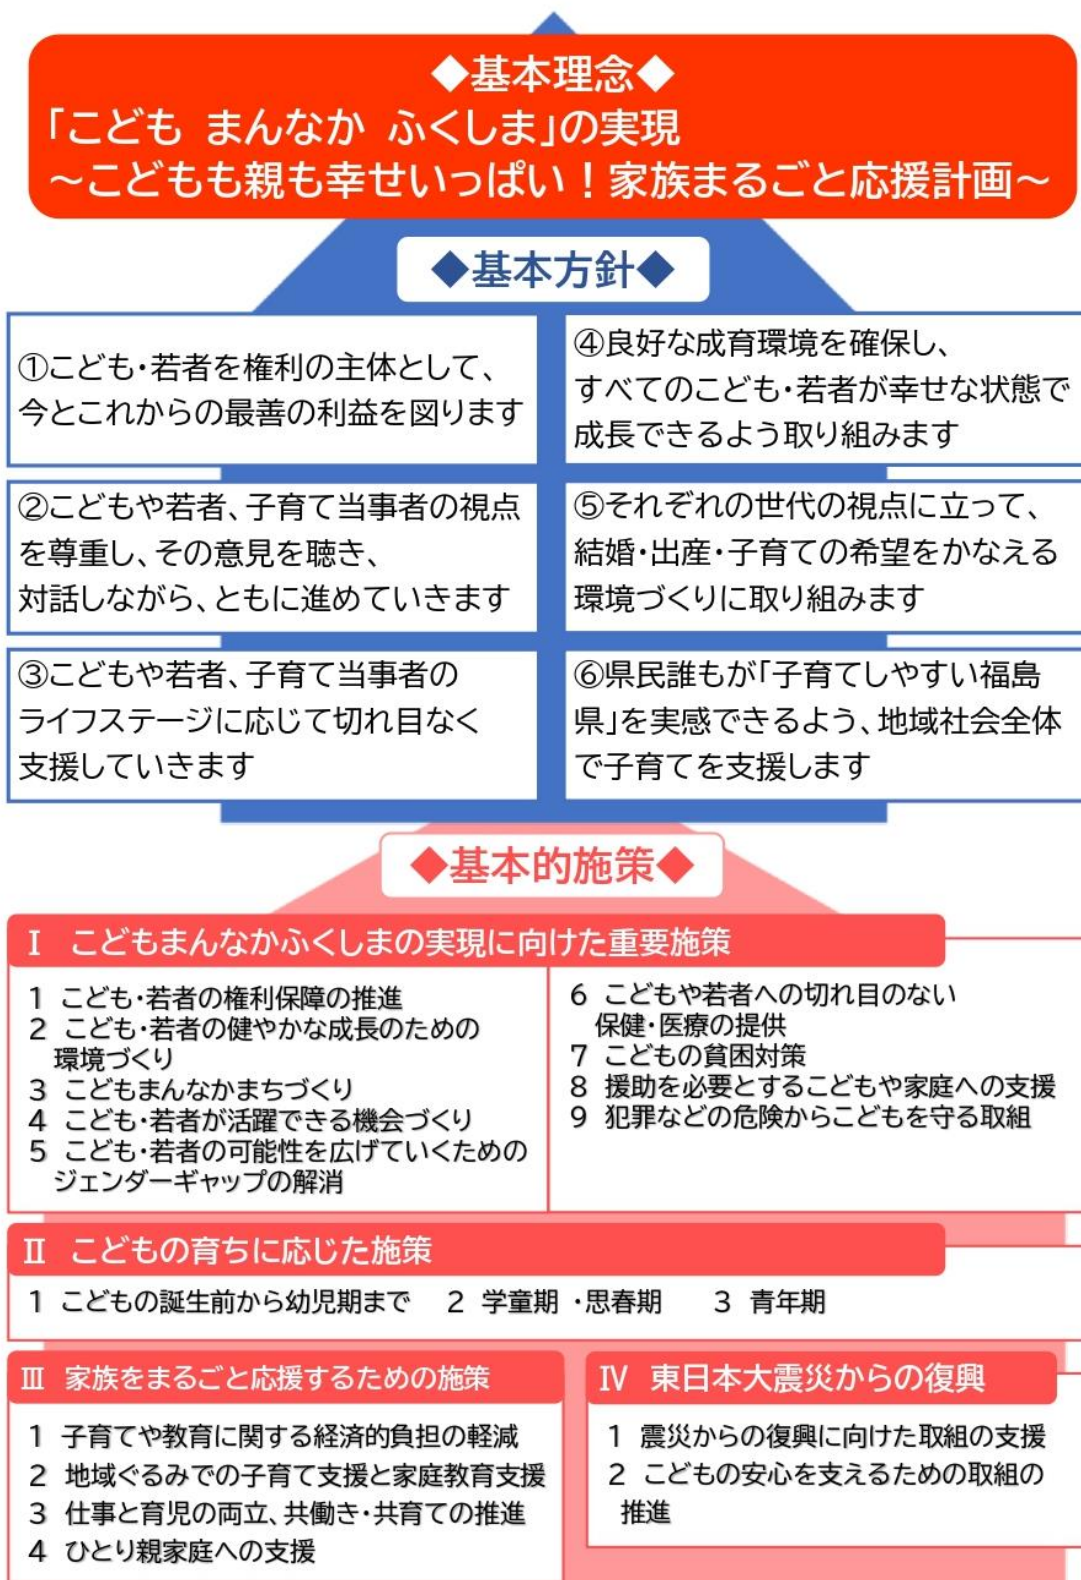 ◆基本理念◆
「こども まんなか ふくしま」の実現
~こどもも親も幸せいっぱい!家族まるごと応援計画~
◆基本方針◆
①こども・若者を権利の主体として、
今とこれからの最善の利益を図ります
②こどもや若者、子育て当事者の視点
を尊重し、その意見を聴き、
対話しながら、ともに進めていきます
③こどもや若者、子育て当事者の
ライフステージに応じて切れ目なく
支援していきます
④良好な成育環境を確保し、
すべてのこども・若者が幸せな状態で
成長できるよう取り組みます
⑤それぞれの世代の視点に立って、
結婚・出産・子育ての希望をかなえる
環境づくりに取り組みます
⑥県民誰もが「子育てしやすい福島
県」を実感できるよう、地域社会全体
で子育てを支援します
◆基本的施策◆
Ⅰ こどもまんなかふくしまの実現に向けた重要施策
1 こども・若者の権利保障の推進
2 こども・若者の健やかな成長のための
環境づくり
3 こどもまんなかまちづくり
4 こども・若者が活躍できる機会づくり
5 こども・若者の可能性を広げていくための
ジェンダーギャップの解消
6 こどもや若者への切れ目のない
保健・医療の提供
7 こどもの貧困対策
8 援助を必要とするこどもや家庭への支援
9 犯罪などの危険からこどもを守る取組
Ⅱ こどもの育ちに応じた施策
1 こどもの誕生前から幼児期まで 2 学童期・思春期 3 青年期
Ⅲ 家族をまるごと応援するための施策
1 子育てや教育に関する経済的負担の軽減
2 地域ぐるみでの子育て支援と家庭教育支援
3 仕事と育児の両立、共働き・共育ての推進
4 ひとり親家庭への支援
Ⅳ 東日本大震災からの復興
1 震災からの復興に向けた取組の支援
2 こどもの安心を支えるための取組の
推進